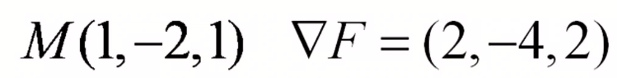 M(1,−2,1) ∇F = (2,−4,2)